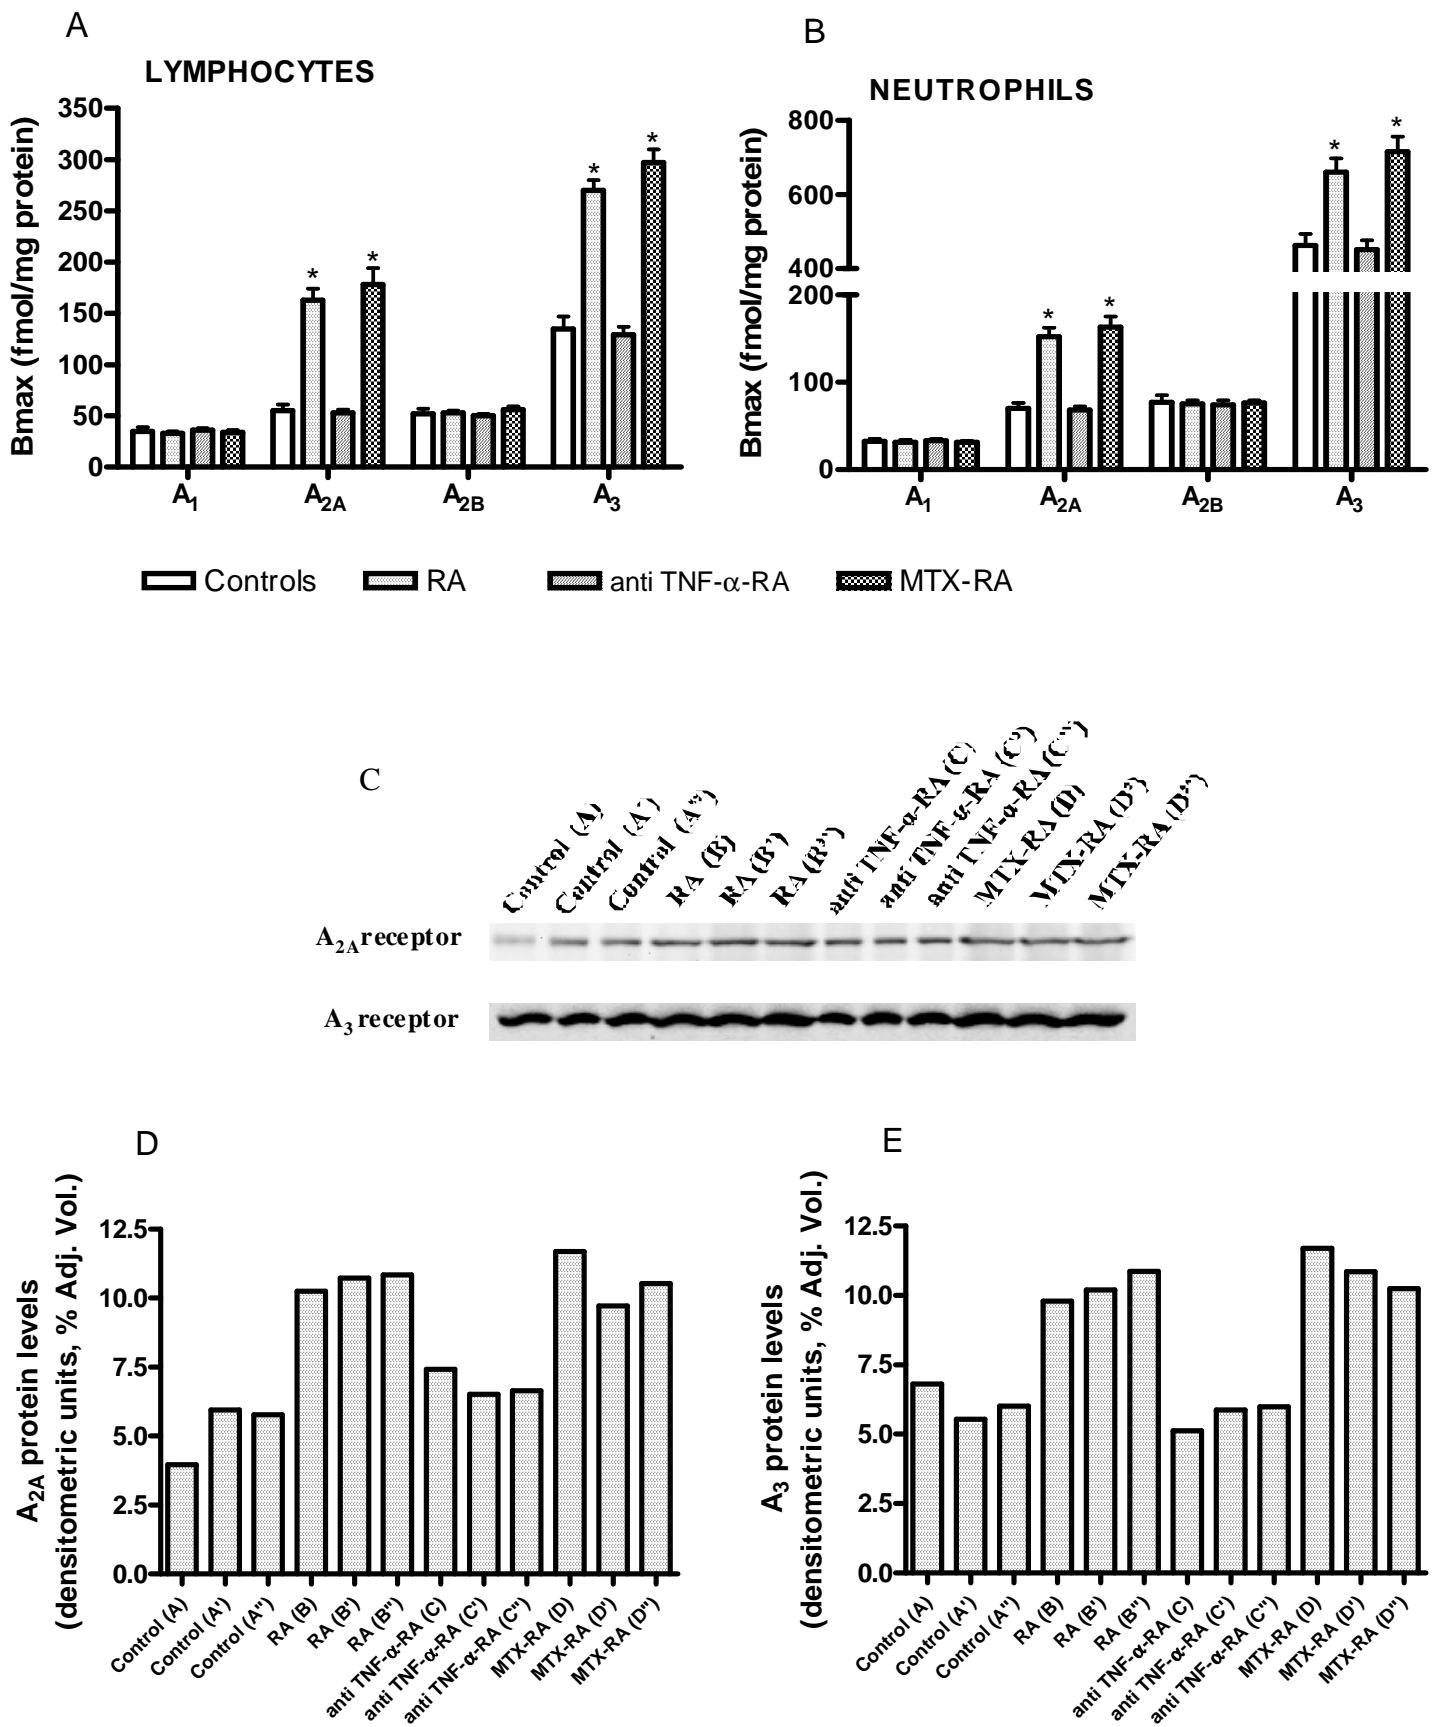 A
B
LYMPHOCYTES
NEUTROPHILS
Bmax (fmol/mg protein)
350
300
250
200
150
100
50
0
A1
A2A
A2B
A3
* * * *
Bmax (fmol/mg protein)
800
600
400
200
100
0
A1
A2A
A2B
A3
* * * *
Controls RA anti TNF-α-RA MTX-RA
C
Control (A)
Control (A')
Control (A'')
RA (B)
RA (B')
RA (B'')
anti TNF-α-RA (C)
anti TNF-α-RA (C')
anti TNF-α-RA (C'')
MTX-RA (D)
MTX-RA (D')
MTX-RA (D'')
A2A receptor
A3 receptor
D
A2A protein levels
(densitometric units, % Adj. Vol.)
12.5
10.0
7.5
5.0
2.5
0.0
Control (A)
Control (A')
Control (A'')
RA (B)
RA (B')
RA (B'')
anti TNF-α-RA (C)
anti TNF-α-RA (C')
anti TNF-α-RA (C'')
MTX-RA (D)
MTX-RA (D')
MTX-RA (D'')
E
A3 protein levels
(densitometric units, % Adj. Vol.)
12.5
10.0
7.5
5.0
2.5
0.0
Control (A)
Control (A')
Control (A'')
RA (B)
RA (B')
RA (B'')
anti TNF-α-RA (C)
anti TNF-α-RA (C')
anti TNF-α-RA (C'')
MTX-RA (D)
MTX-RA (D')
MTX-RA (D'')